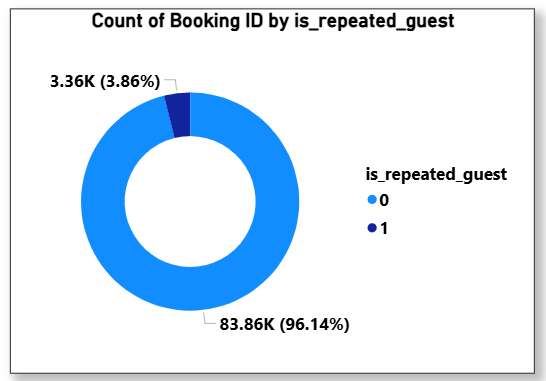 Count of Booking ID by is_repeated_guest
3.36K (3.86%)
is_repeated_guest
0
1
83.86K (96.14%)